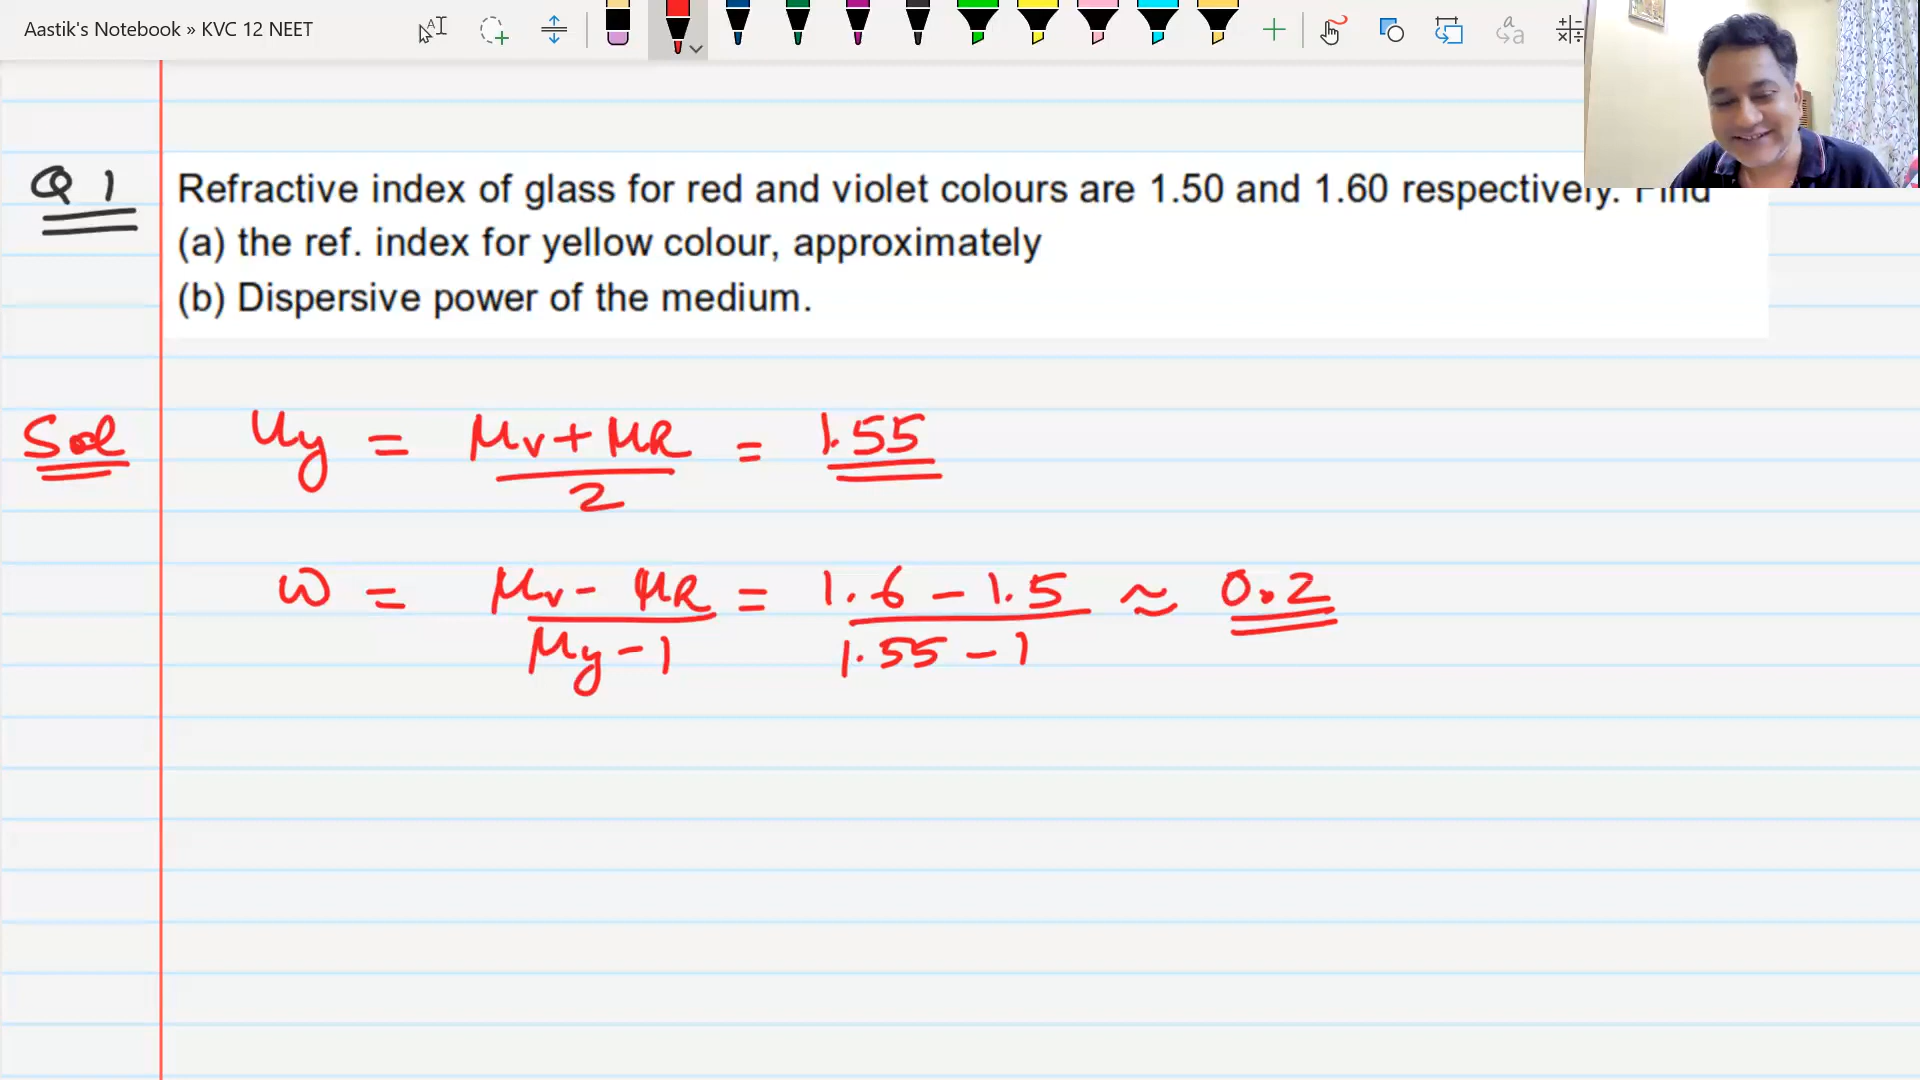 Aastik's Notebook » KVC 12 NEET
Q 1
Refractive index of glass for red and violet colours are 1.50 and 1.60 respectively. Find
(a) the ref. index for yellow colour, approximately
(b) Dispersive power of the medium.
Sol μy = (μv + μR) / 2 = 1.55
ω = (μv - μR) / (μy - 1) = (1.6 - 1.5) / (1.55 - 1) ≈ 0.2